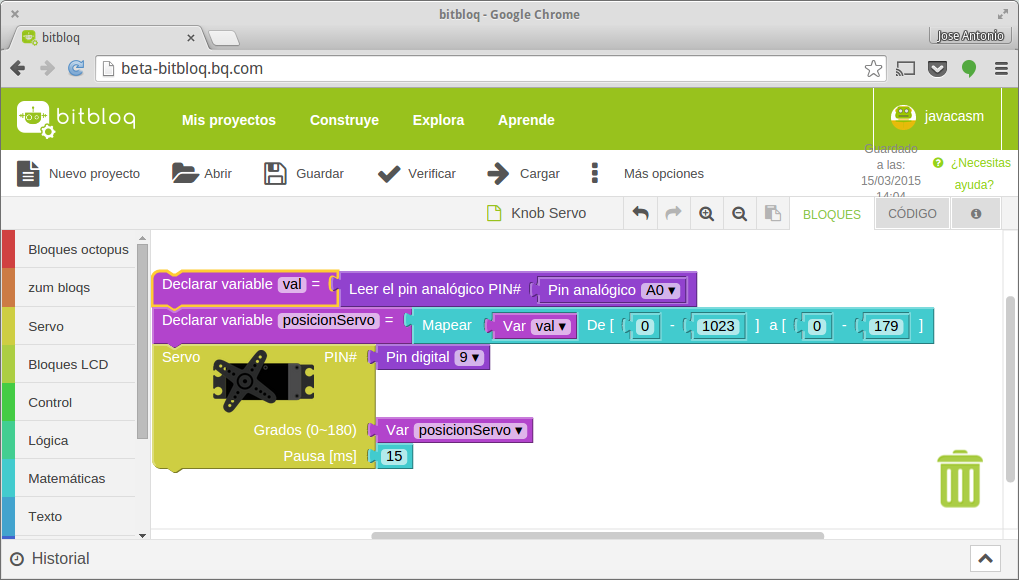 bitbloq - Google Chrome
bitbloq
Jose Antonio
beta-bitbloq.bq.com
bitbloq
Mis proyectos Construye Explora Aprende
javacasm
Nuevo proyecto Abrir Guardar Verificar Cargar Más opciones
Guardado
a las:
15/03/2015
14:04
¿Necesitas
ayuda?
Knob Servo
BLOQUES CÓDIGO
Bloques octopus
zum bloqs
Servo
Bloques LCD
Control
Lógica
Matemáticas
Texto
Declarar variable val = Leer el pin analógico PIN# Pin analógico A0 ▾
Declarar variable posicionServo = Mapear Var val ▾ De [ 0 - 1023 ] a [ 0 - 179 ]
Servo PIN# Pin digital 9 ▾
Grados (0~180) Var posicionServo ▾
Pausa [ms] 15
Historial